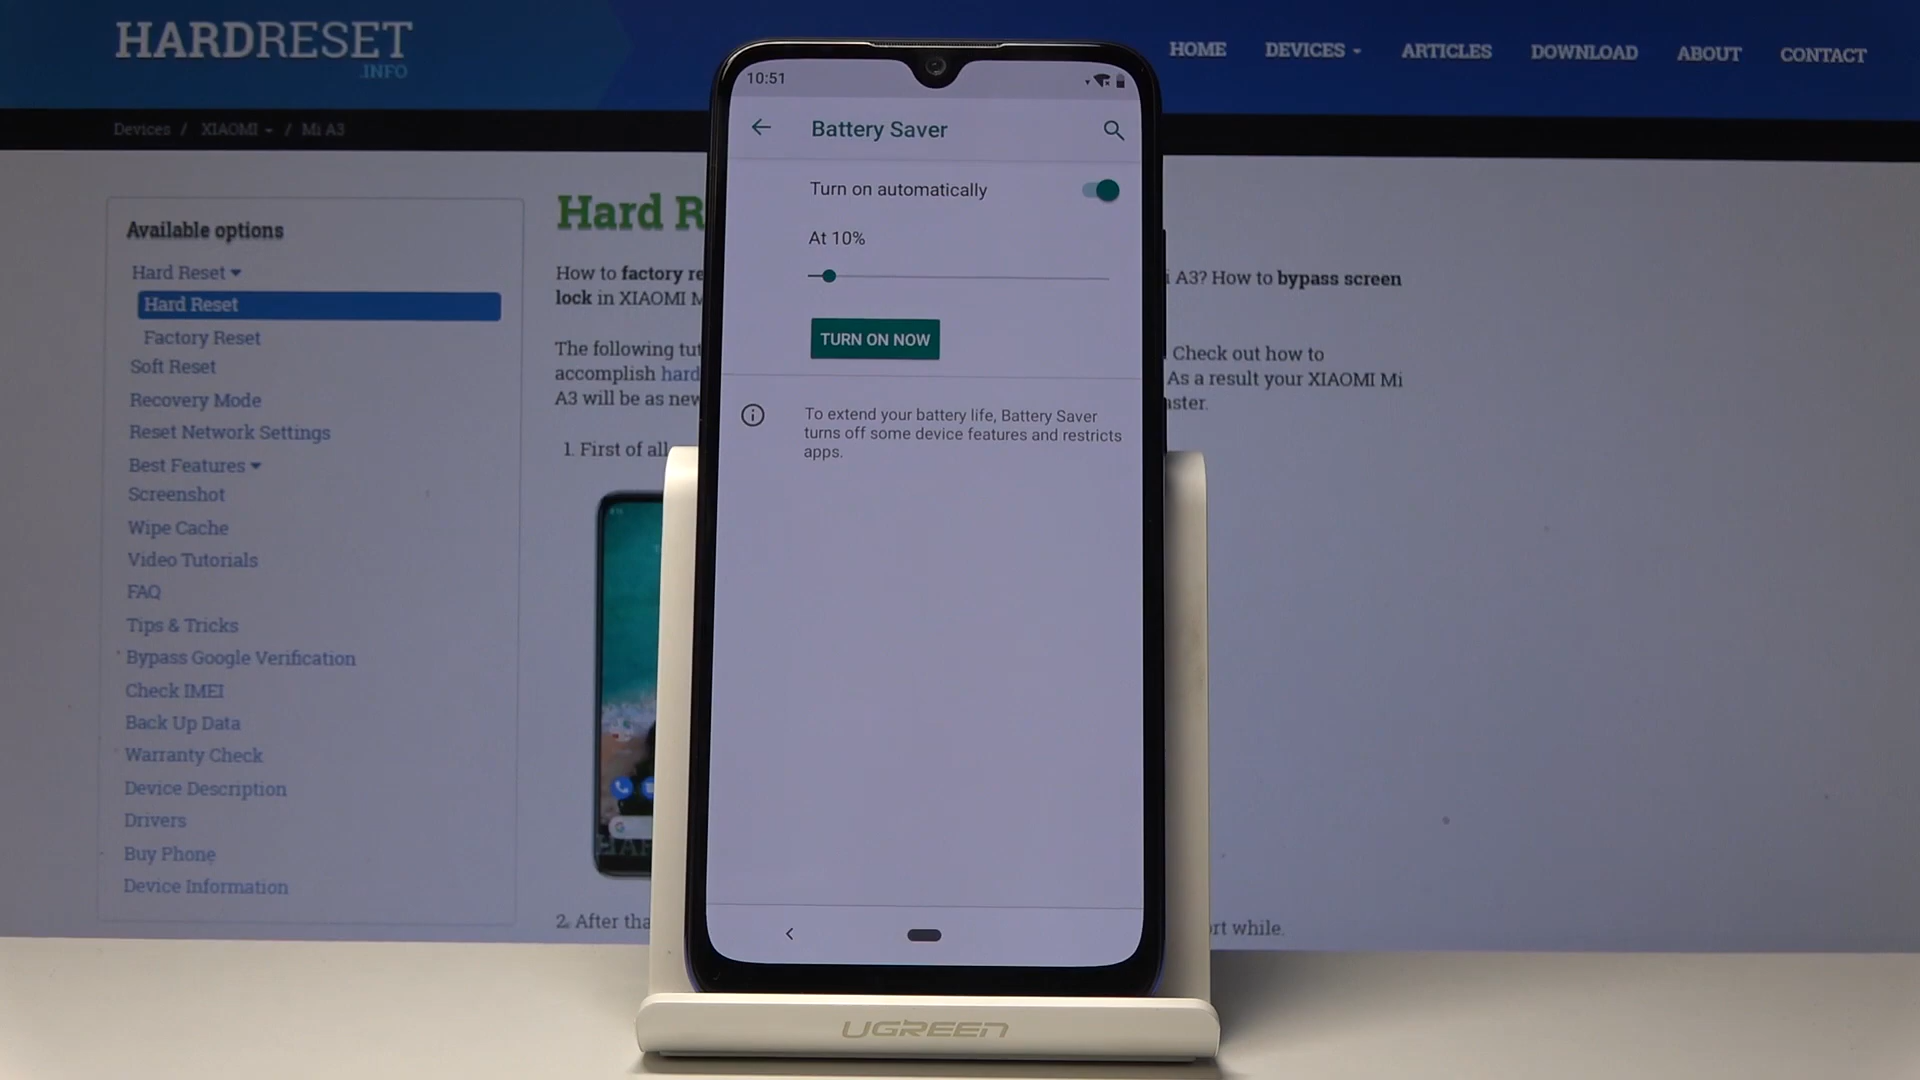 HARDRESET
.INFO
HOME
DEVICES
ARTICLES
DOWNLOAD
ABOUT
CONTACT
Devices / XIAOMI / Mi A3
Available options
Hard Reset
Hard Reset
Factory Reset
Soft Reset
Recovery Mode
Reset Network Settings
Best Features
Screenshot
Wipe Cache
Video Tutorials
FAQ
Tips & Tricks
Bypass Google Verification
Check IMEI
Back Up Data
Warranty Check
Device Description
Drivers
Buy Phone
Device Information
Hard R
How to factory re
lock in XIAOMI M
The following tut
accomplish hard
A3 will be as new
1. First of all
2. After tha
10:51
Battery Saver
Turn on automatically
At 10%
TURN ON NOW
To extend your battery life, Battery Saver
turns off some device features and restricts
apps.
i A3? How to bypass screen
Check out how to
As a result your XIAOMI Mi
aster.
rt while.
UGREEN